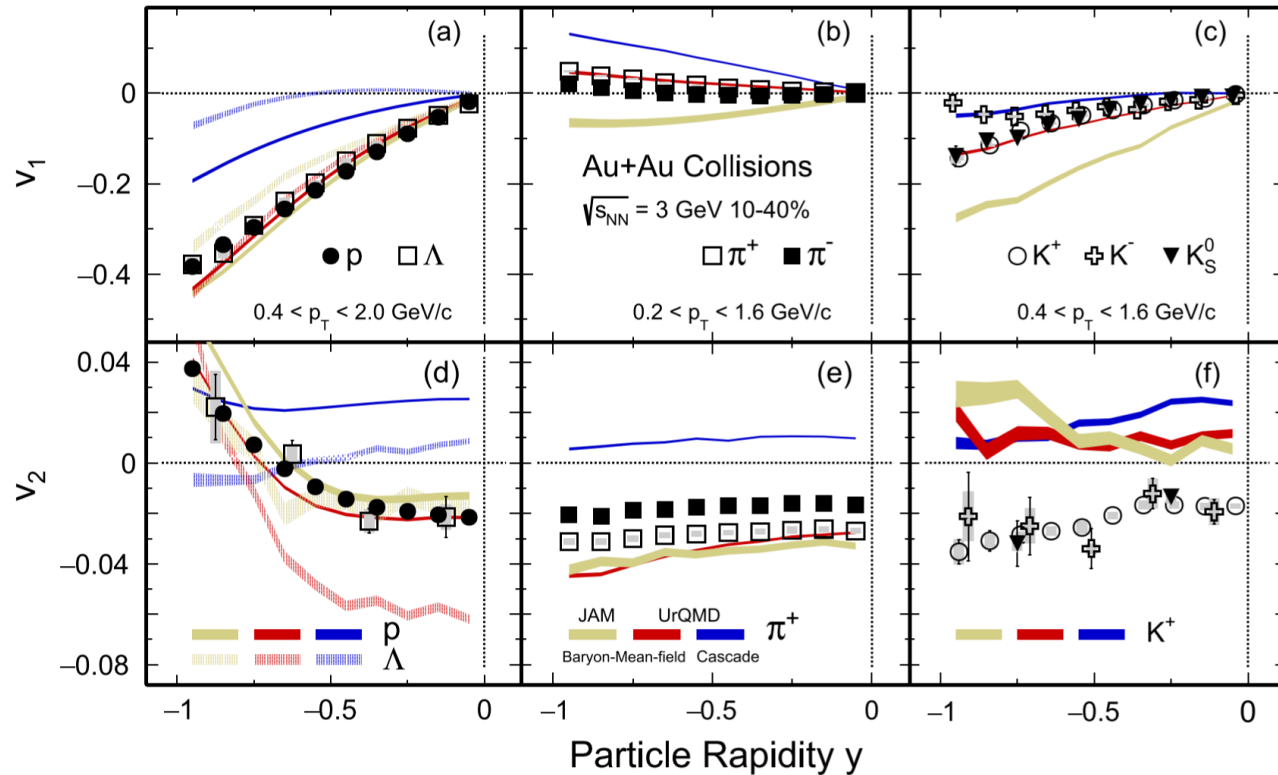 (a) (b) (c)
0
−0.2
−0.4
v1
Au+Au Collisions
√sNN = 3 GeV 10-40%
p Λ
π+ π−
K+ K- K0S
0.4 < pT < 2.0 GeV/c
0.2 < pT < 1.6 GeV/c
0.4 < pT < 1.6 GeV/c
(d) (e) (f)
0.04
0
−0.04
−0.08
v2
p
Λ
JAM UrQMD
π+
Baryon-Mean-field Cascade
K+
−1 −0.5 0 −1 −0.5 0 −1 −0.5 0
Particle Rapidity y